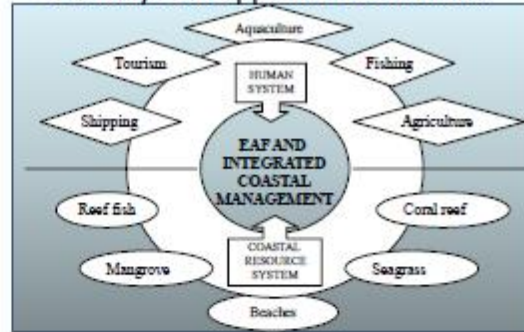 Aquaculture
Tourism
Fishing
HUMAN
SYSTEM
Shipping
Agriculture
EAF AND
INTEGRATED
COASTAL
MANAGEMENT
Reef fish
Coral reef
COASTAL
RESOURCE
SYSTEM
Mangrove
Seagrass
Beaches